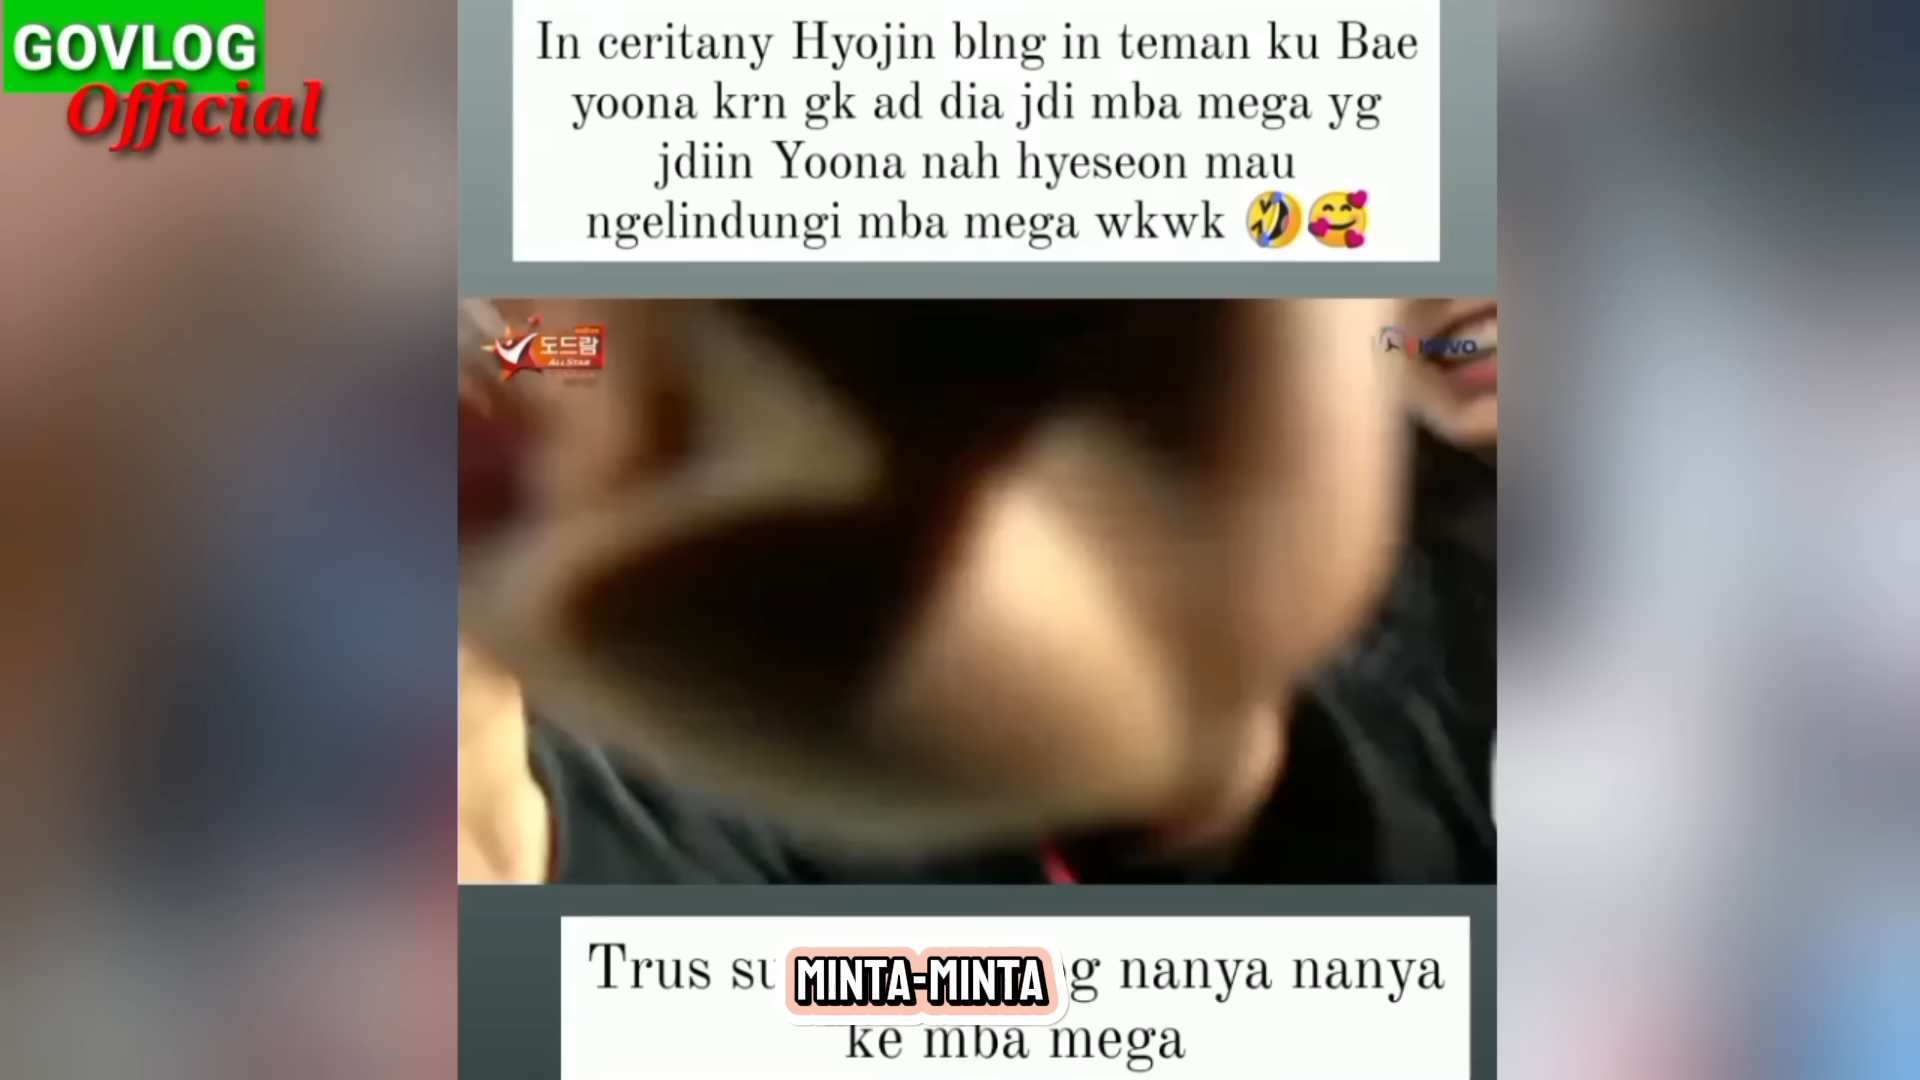 GOVLOG
Official
In ceritany Hyojin blng in teman ku Bae
yoona krn gk ad dia jdi mba mega yg
jdiin Yoona nah hyeseon mau
ngelindungi mba mega wkwk 🤣🥰
도드람
ALLSTAR
Trus nanya nanya
MINTA-MINTA
ke mba mega